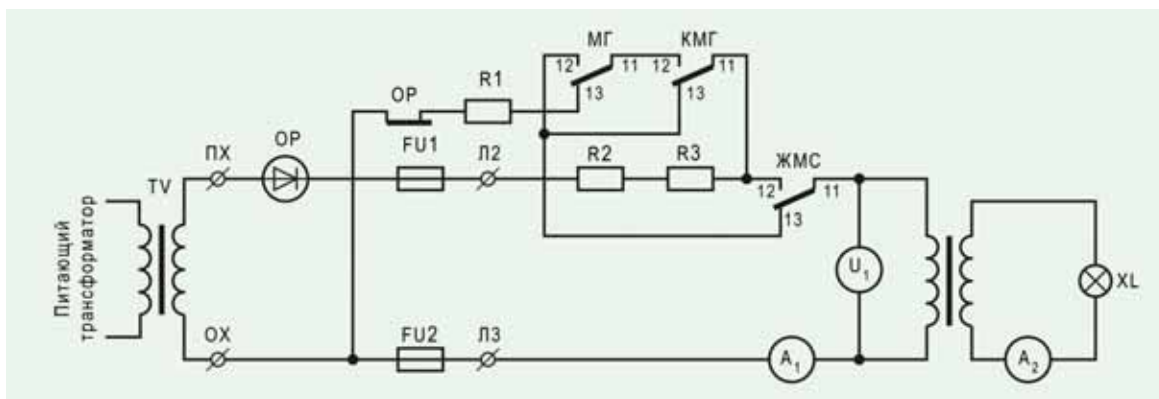 МГ КМГ
12 11 12 11
13 13
R1
ОР
ОР
FU1
ПХ
Л2
R2 R3
ЖМС
12 11
13
TV
Питающий
трансформатор
U1
XL
ОХ
FU2
Л3
A1
A2